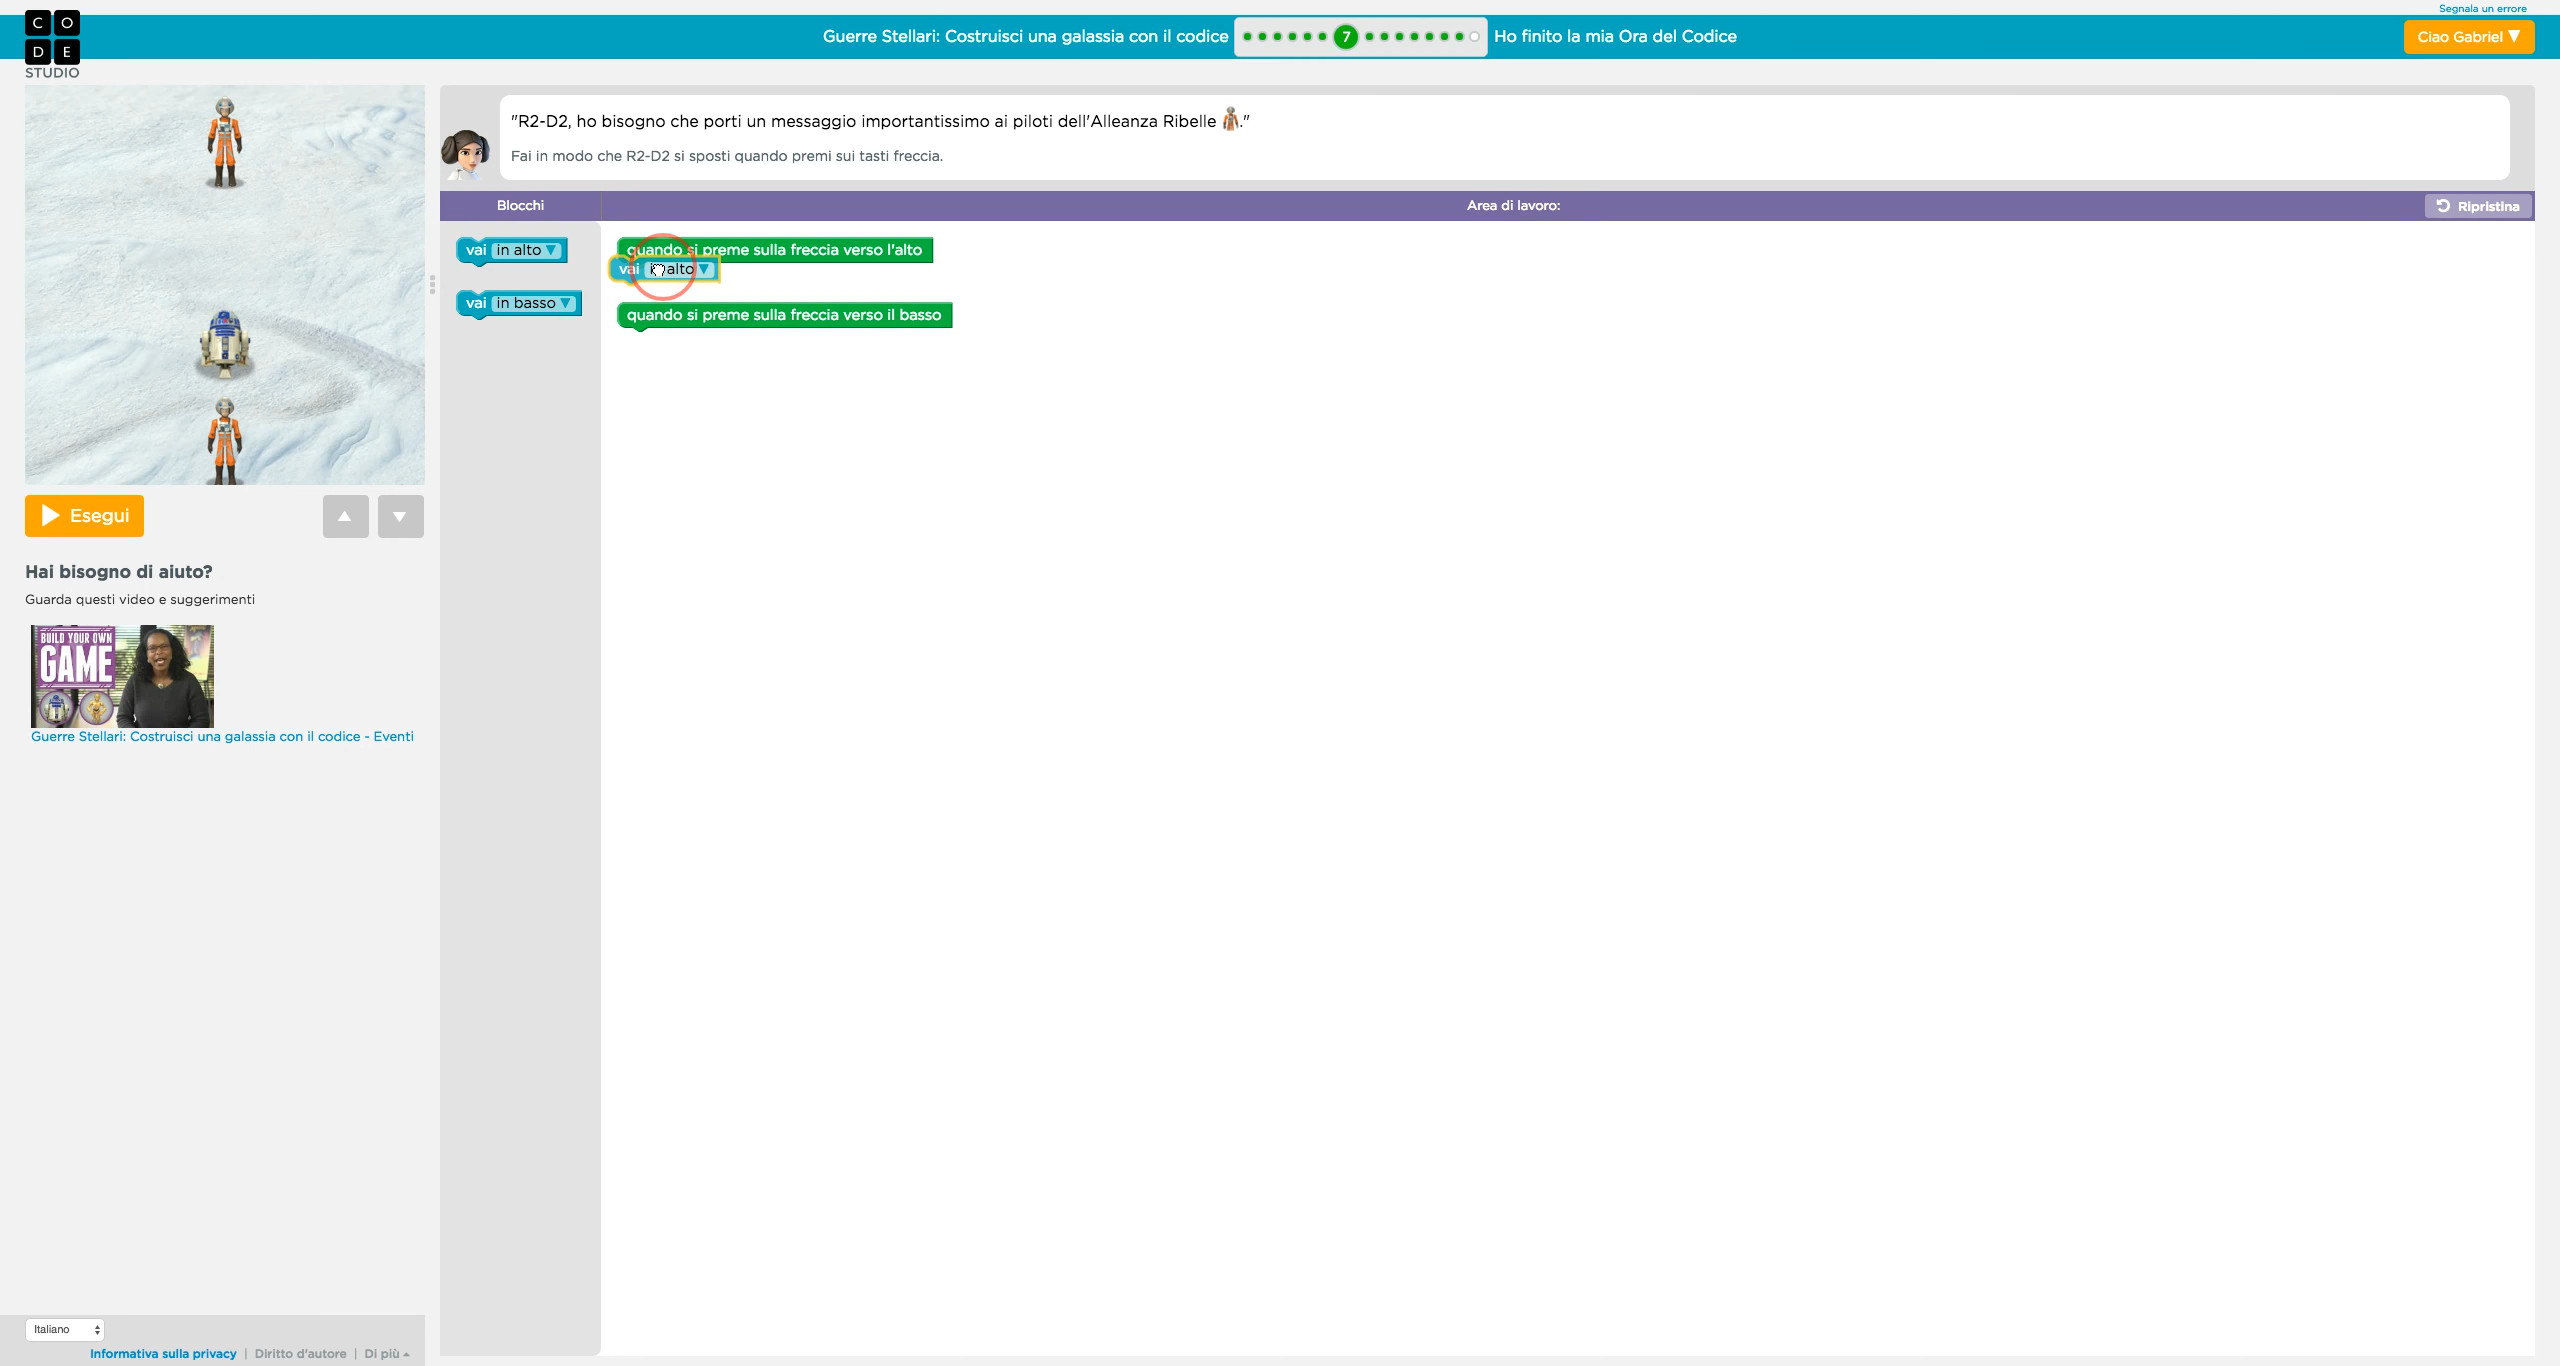 Segnala un errore
C O
D E
STUDIO
Guerre Stellari: Costruisci una galassia con il codice 7 Ho finito la mia Ora del Codice
Ciao Gabriel ▼
"R2-D2, ho bisogno che porti un messaggio importantissimo ai piloti dell'Alleanza Ribelle ."
Fai in modo che R2-D2 si sposti quando premi sui tasti freccia.
Blocchi
Area di lavoro:
Ripristina
vai in alto ▼
vai in basso ▼
quando si preme sulla freccia verso l'alto
vai in alto ▼
quando si preme sulla freccia verso il basso
Esegui
Hai bisogno di aiuto?
Guarda questi video e suggerimenti
BUILD YOUR OWN
GAME
Guerre Stellari: Costruisci una galassia con il codice - Eventi
Italiano
Informativa sulla privacy | Diritto d'autore | Di più